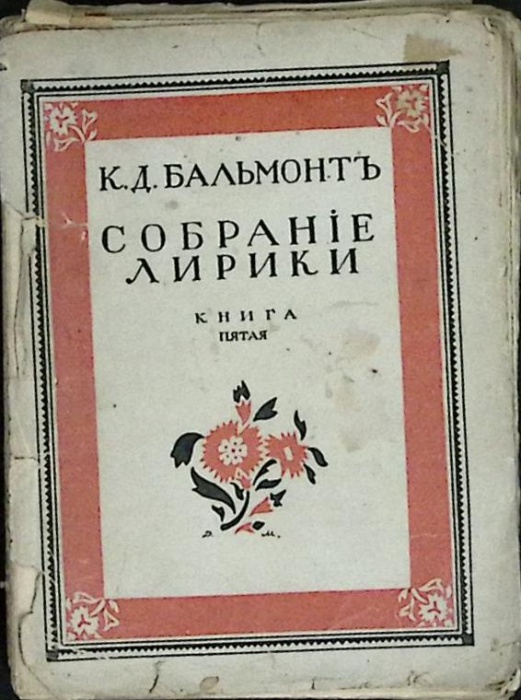 К. Д. БАЛЬМОНТЪ
СОБРАНІЕ
ЛИРИКИ
КНИГА
ПЯТАЯ
Д. М.